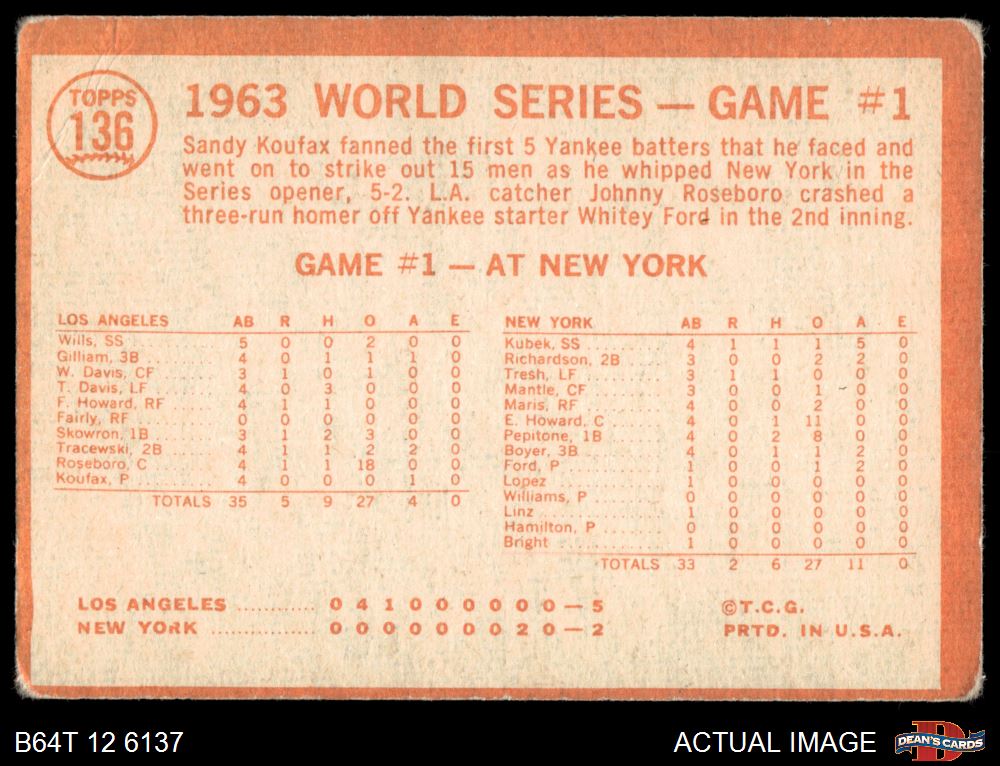 TOPPS
136
1963 WORLD SERIES — GAME #1
Sandy Koufax fanned the first 5 Yankee batters that he faced and
went on to strike out 15 men as he whipped New York in the
Series opener, 5-2. L.A. catcher Johnny Roseboro crashed a
three-run homer off Yankee starter Whitey Ford in the 2nd inning.
GAME #1 — AT NEW YORK
LOS ANGELES AB R H O A E
Wills, SS ...... 5 0 0 2 0 0
Gilliam, 3B ...... 4 0 1 1 1 0
W. Davis, CF ...... 3 1 0 1 0 0
T. Davis, LF ...... 4 0 3 0 0 0
F. Howard, RF ...... 4 1 1 0 0 0
Fairly, RF ...... 0 0 0 0 0 0
Skowron, 1B ...... 3 1 2 3 0 0
Tracewski, 2B ...... 4 1 1 2 2 0
Roseboro, C ...... 4 1 1 18 0 0
Koufax, P ...... 4 0 0 0 1 0
TOTALS 35 5 9 27 4 0
NEW YORK AB R H O A E
Kubek, SS ...... 4 1 1 1 5 0
Richardson, 2B ...... 3 0 0 2 2 0
Tresh, LF ...... 3 1 1 0 0 0
Mantle, CF ...... 3 0 0 1 0 0
Maris, RF ...... 4 0 0 2 0 0
E. Howard, C ...... 4 0 1 11 0 0
Pepitone, 1B ...... 4 0 2 8 0 0
Boyer, 3B ...... 4 0 1 1 2 0
Ford, P ...... 1 0 0 1 2 0
Lopez ...... 1 0 0 0 0 0
Williams, P ...... 0 0 0 0 0 0
Linz ...... 1 0 0 0 0 0
Hamilton, P ...... 0 0 0 0 0 0
Bright ...... 1 0 0 0 0 0
TOTALS 33 2 6 27 11 0
LOS ANGELES ............ 0 4 1 0 0 0 0 0 0 — 5
NEW YORK ............... 0 0 0 0 0 0 0 2 0 — 2
©T.C.G.
PRTD. IN U.S.A.
B64T 12 6137
ACTUAL IMAGE
D
DEAN'S CARDS